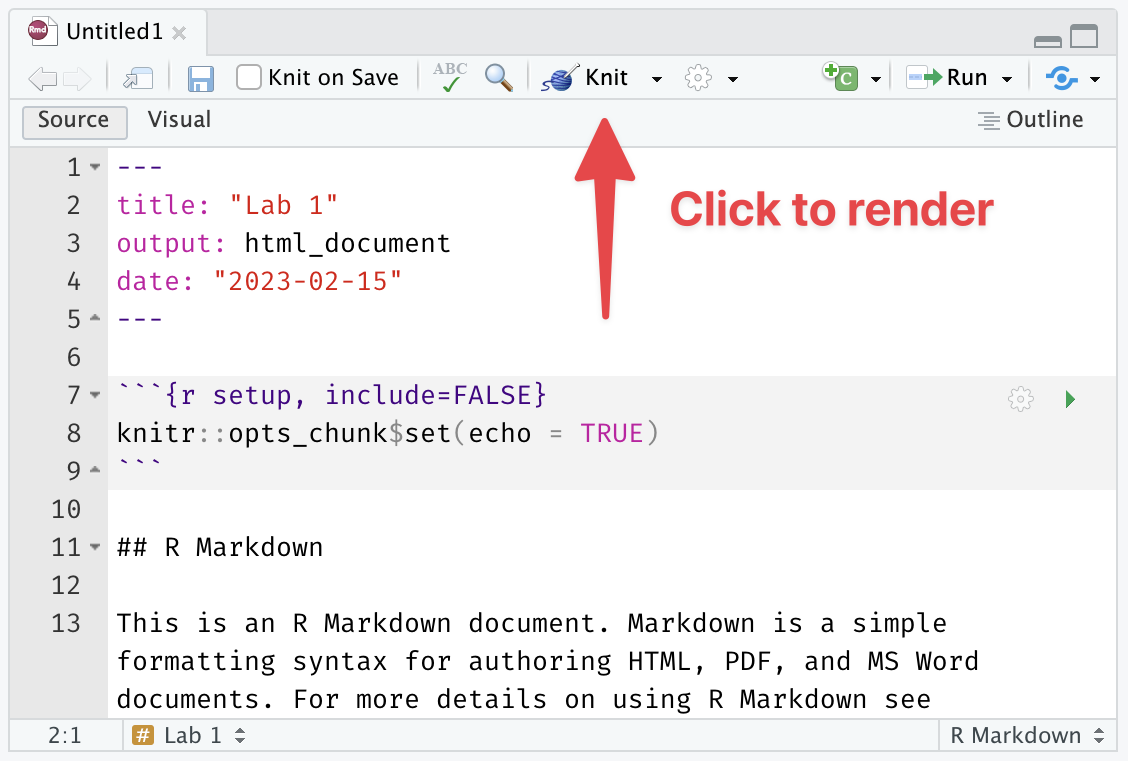 Rmd Untitled1
Knit on Save ABC Knit C Run
Source Visual Outline
Click to render
1 ---
2 title: "Lab 1"
3 output: html_document
4 date: "2023-02-15"
5 ---
6
7 ```{r setup, include=FALSE}
8 knitr::opts_chunk$set(echo = TRUE)
9 ```
10
11 ## R Markdown
12
13 This is an R Markdown document. Markdown is a simple
formatting syntax for authoring HTML, PDF, and MS Word
documents. For more details on using R Markdown see
2:1 # Lab 1 R Markdown